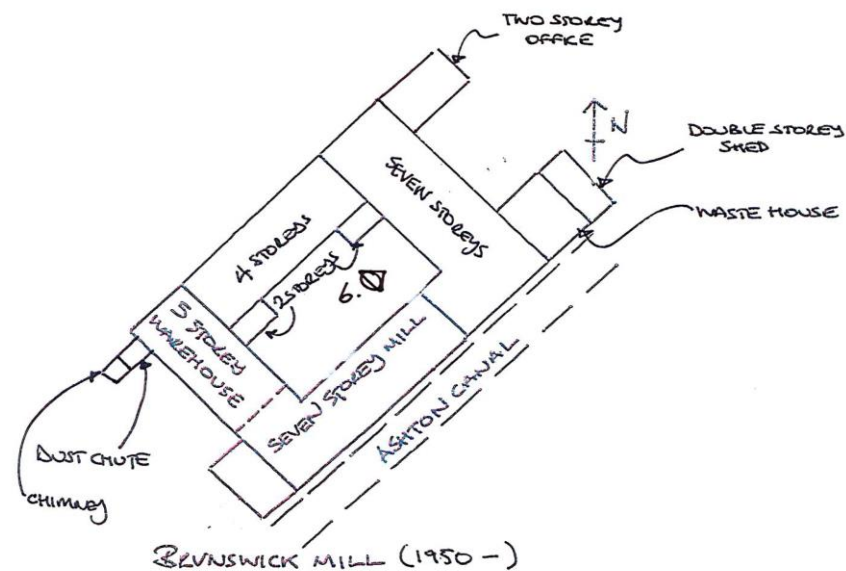 TWO STOREY
OFFICE
N
DOUBLE STOREY
SHED
WASTE HOUSE
SEVEN STOREYS
4 STOREYS
2 STOREYS
6.
5 STOREY
WAREHOUSE
SEVEN STOREY MILL
ASHTON CANAL
DUST CHUTE
CHIMNEY
BRUNSWICK MILL (1950-)